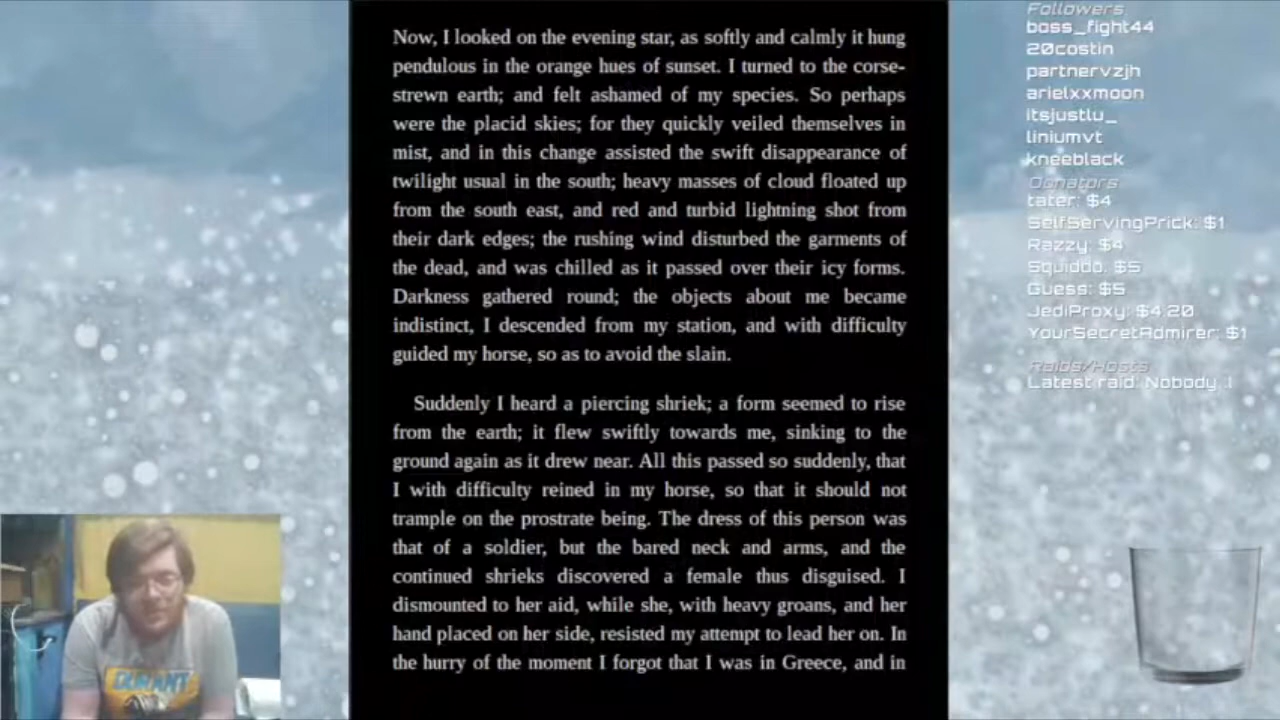 Now, I looked on the evening star, as softly and calmly it hung
pendulous in the orange hues of sunset. I turned to the corse-
strewn earth; and felt ashamed of my species. So perhaps
were the placid skies; for they quickly veiled themselves in
mist, and in this change assisted the swift disappearance of
twilight usual in the south; heavy masses of cloud floated up
from the south east, and red and turbid lightning shot from
their dark edges; the rushing wind disturbed the garments of
the dead, and was chilled as it passed over their icy forms.
Darkness gathered round; the objects about me became
indistinct, I descended from my station, and with difficulty
guided my horse, so as to avoid the slain.
Suddenly I heard a piercing shriek; a form seemed to rise
from the earth; it flew swiftly towards me, sinking to the
ground again as it drew near. All this passed so suddenly, that
I with difficulty reined in my horse, so that it should not
trample on the prostrate being. The dress of this person was
that of a soldier, but the bared neck and arms, and the
continued shrieks discovered a female thus disguised. I
dismounted to her aid, while she, with heavy groans, and her
hand placed on her side, resisted my attempt to lead her on. In
the hurry of the moment I forgot that I was in Greece, and in
Followers
boss_fight44
20costin
partnervzjh
arielxxmoon
itsjustlu_
liniumvt
kneeblack
Donators
tater: $4
SelfServingPrick: $1
Razzy: $4
Squiddo: $5
Guess: $5
JediProxy: $4.20
YourSecretAdmirer: $1
Raids/Hosts
Latest raid: Nobody :(
DURANT